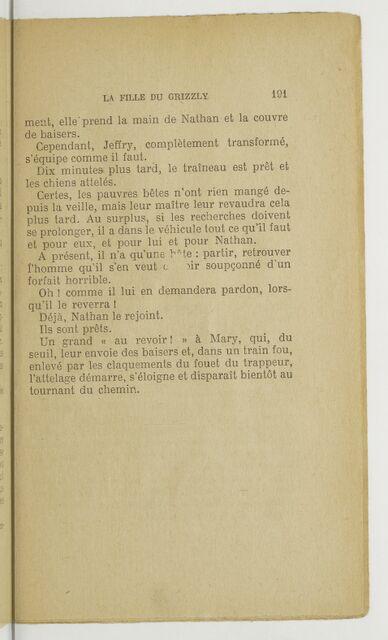 LA FILLE DU GRIZZLY 191
ment, elle prend la main de Nathan et la couvre
de baisers.
Cependant, Jeffry, complètement transformé,
s'équipe comme il faut.
Dix minutes plus tard, le traîneau est prêt et
les chiens attelés.
Certes, les pauvres bêtes n'ont rien mangé de-
puis la veille, mais leur maître leur revaudra cela
plus tard. Au surplus, si les recherches doivent
se prolonger, il a dans le véhicule tout ce qu'il faut
et pour eux, et pour lui et pour Nathan.
A présent, il n'a qu'une : partir, retrouver
l'homme qu'il s'en veut soupçonné d'un
forfait horrible.
Oh ! comme il lui en demandera pardon, lors-
qu'il le reverra !
Déjà, Nathan le rejoint.
Ils sont prêts.
Un grand « au revoir ! » à Mary, qui, du
seuil, leur envoie des baisers et, dans un train fou,
enlevé par les claquements du fouet du trappeur,
l'attelage démarre, s'éloigne et disparaît bientôt au
tournant du chemin.